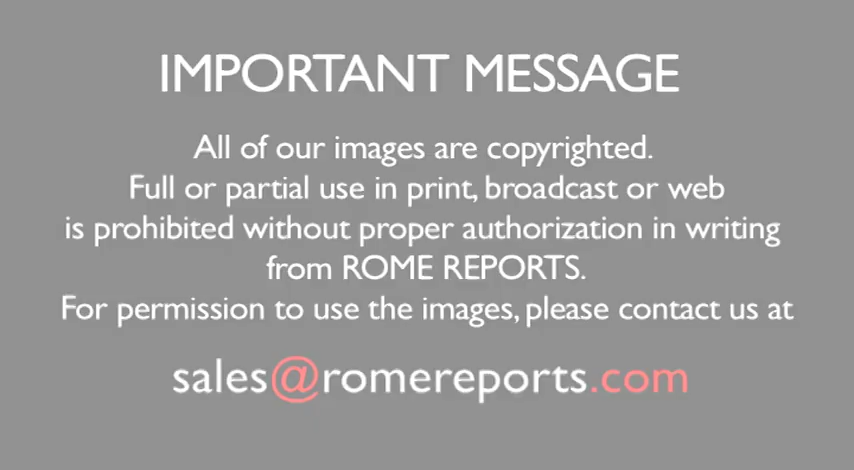 IMPORTANT MESSAGE
All of our images are copyrighted.
Full or partial use in print, broadcast or web
is prohibited without proper authorization in writing
from ROME REPORTS.
For permission to use the images, please contact us at
sales@romereports.com